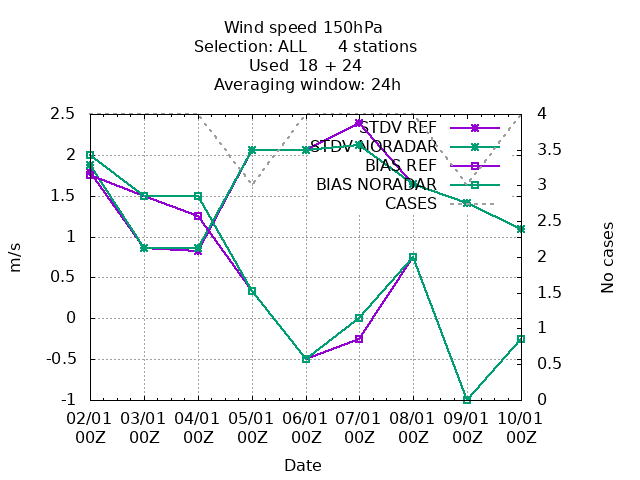 Wind speed 150hPa
Selection: ALL      4 stations
Used  18 + 24
Averaging window: 24h
2.5
2
1.5
1
0.5
0
-0.5
-1
m/s
4
3.5
3
2.5
2
1.5
1
0.5
0
No cases
STDV REF
STDV NORADAR
BIAS REF
BIAS NORADAR
CASES
02/01 03/01 04/01 05/01 06/01 07/01 08/01 09/01 10/01
00Z 00Z 00Z 00Z 00Z 00Z 00Z 00Z 00Z
Date